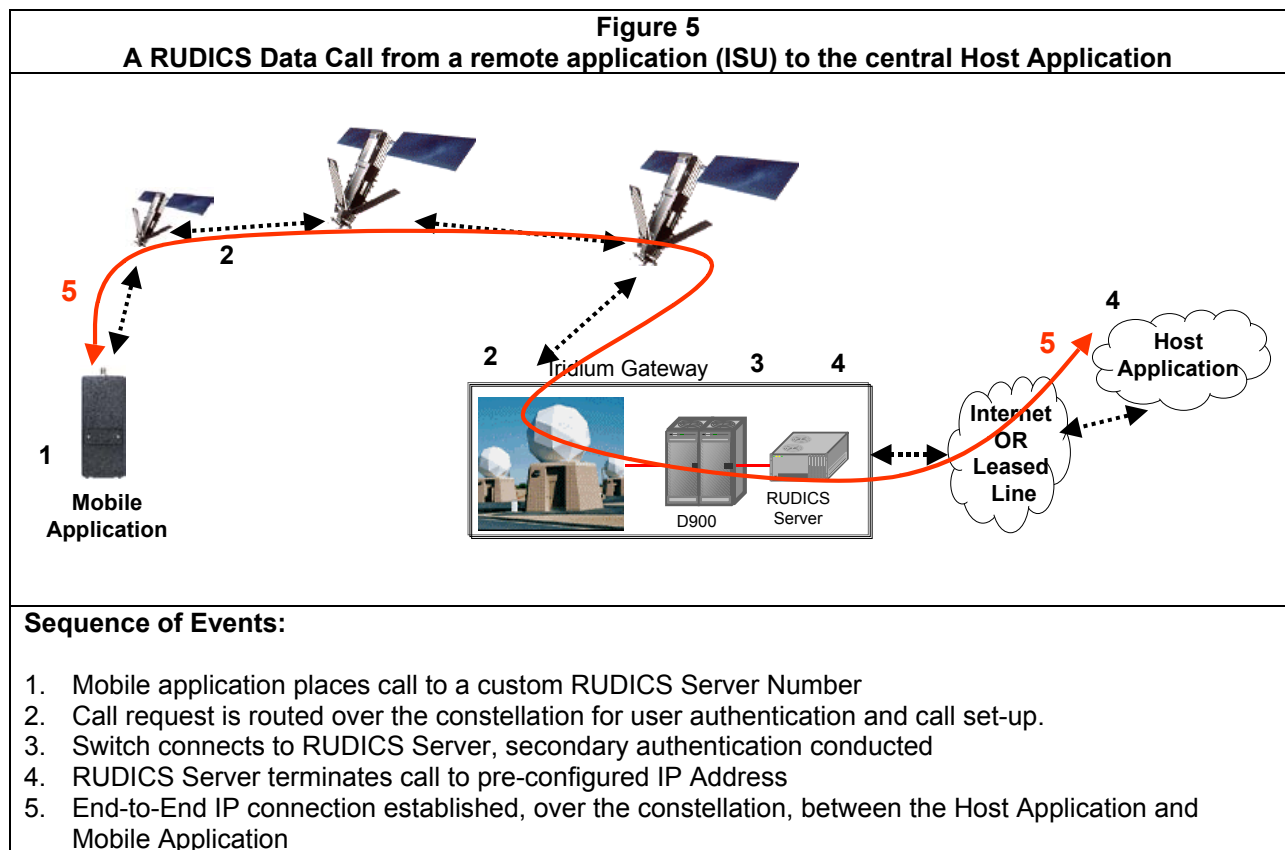 Figure 5
A RUDICS Data Call from a remote application (ISU) to the central Host Application
2
5
4
Host
Application
5
2
Iridium Gateway
3
4
Internet
OR
Leased
Line
1
Mobile
Application
D900
RUDICS
Server
Sequence of Events:
1. Mobile application places call to a custom RUDICS Server Number
2. Call request is routed over the constellation for user authentication and call set-up.
3. Switch connects to RUDICS Server, secondary authentication conducted
4. RUDICS Server terminates call to pre-configured IP Address
5. End-to-End IP connection established, over the constellation, between the Host Application and
Mobile Application